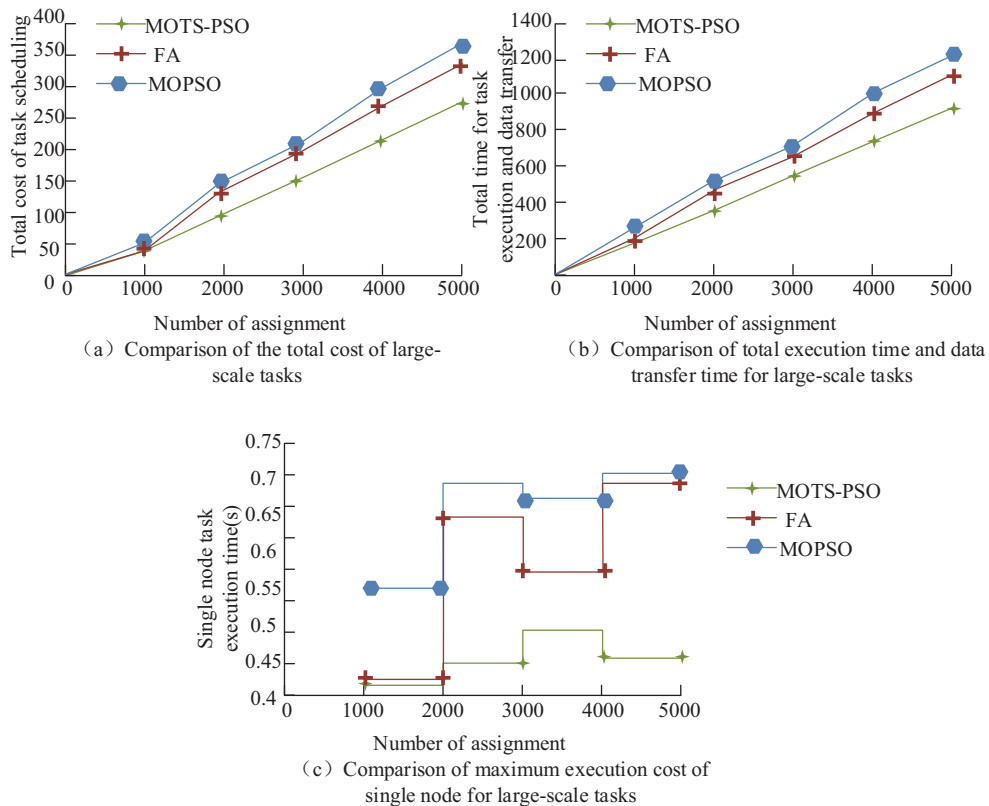 MOTS-PSO
FA
MOPSO
Total cost of task scheduling
400
350
300
250
200
150
100
50
0
0
1000
2000
3000
4000
5000
Number of assignment
（a）Comparison of the total cost of large-
scale tasks
MOTS-PSO
FA
MOPSO
Total time for task
execution and data transfer
1400
1200
1000
800
600
400
200
0
1000
2000
3000
4000
5000
Number of assignment
（b）Comparison of total execution time and data
transfer time for large-scale tasks
Single node task
execution time(s)
0.75
0.7
0.65
0.6
0.55
0.5
0.45
0.4
0
1000
2000
3000
4000
5000
MOTS-PSO
FA
MOPSO
Number of assignment
（c）Comparison of maximum execution cost of
single node for large-scale tasks